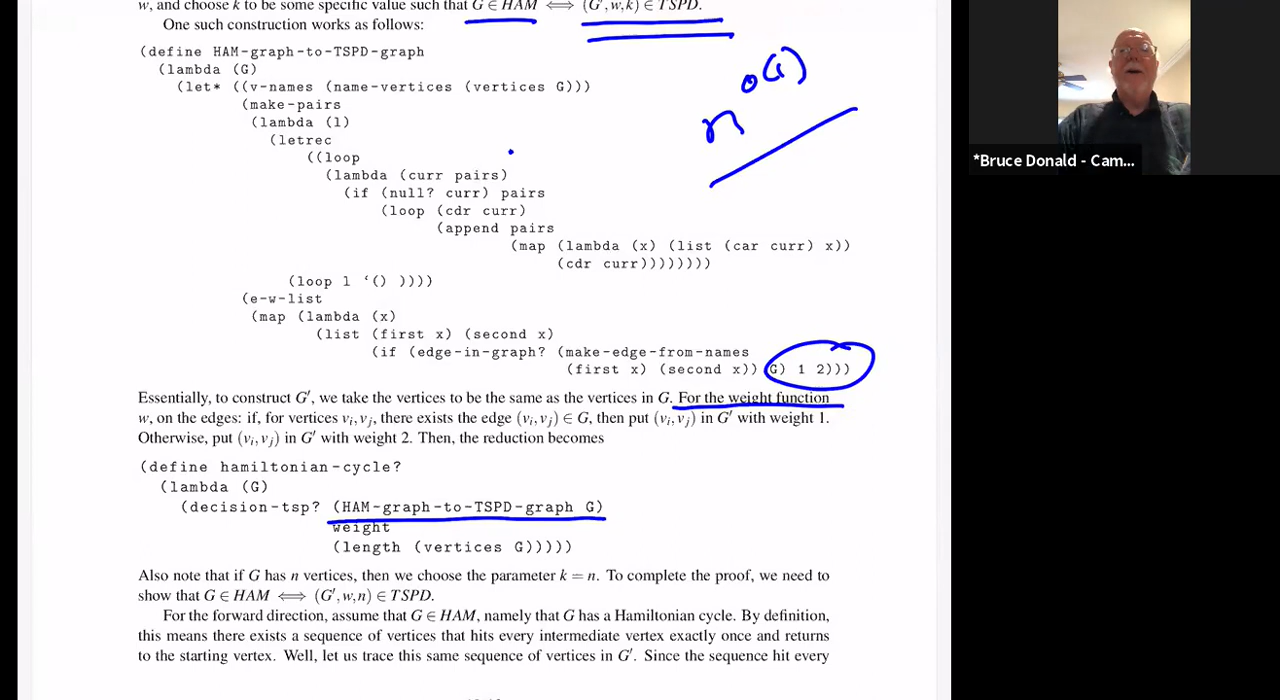 w, and choose k to be some specific value such that G ∈ HAM ⟺ (G′, w, k) ∈ TSPD.
One such construction works as follows:
(define HAM-graph-to-TSPD-graph
(lambda (G)
(let* ((v-names (name-vertices (vertices G)))
(make-pairs
(lambda (l)
(letrec
((loop
(lambda (curr pairs)
(if (null? curr) pairs
(loop (cdr curr)
(append pairs
(map (lambda (x) (list (car curr) x))
(cdr curr))))))))
(loop l ‘() ))))
(e-w-list
(map (lambda (x)
(list (first x) (second x)
(if (edge-in-graph? (make-edge-from-names
(first x) (second x)) G) 1 2)))
n^O(1)
*Bruce Donald - Cam...
Essentially, to construct G′, we take the vertices to be the same as the vertices in G. For the weight function
w, on the edges: if, for vertices vᵢ, vⱼ, there exists the edge (vᵢ, vⱼ) ∈ G, then put (vᵢ, vⱼ) in G′ with weight 1.
Otherwise, put (vᵢ, vⱼ) in G′ with weight 2. Then, the reduction becomes
(define hamiltonian-cycle?
(lambda (G)
(decision-tsp? (HAM-graph-to-TSPD-graph G)
weight
(length (vertices G)))))
Also note that if G has n vertices, then we choose the parameter k = n. To complete the proof, we need to
show that G ∈ HAM ⟺ (G′, w, n) ∈ TSPD.
For the forward direction, assume that G ∈ HAM, namely that G has a Hamiltonian cycle. By definition,
this means there exists a sequence of vertices that hits every intermediate vertex exactly once and returns
to the starting vertex. Well, let us trace this same sequence of vertices in G′. Since the sequence hit every